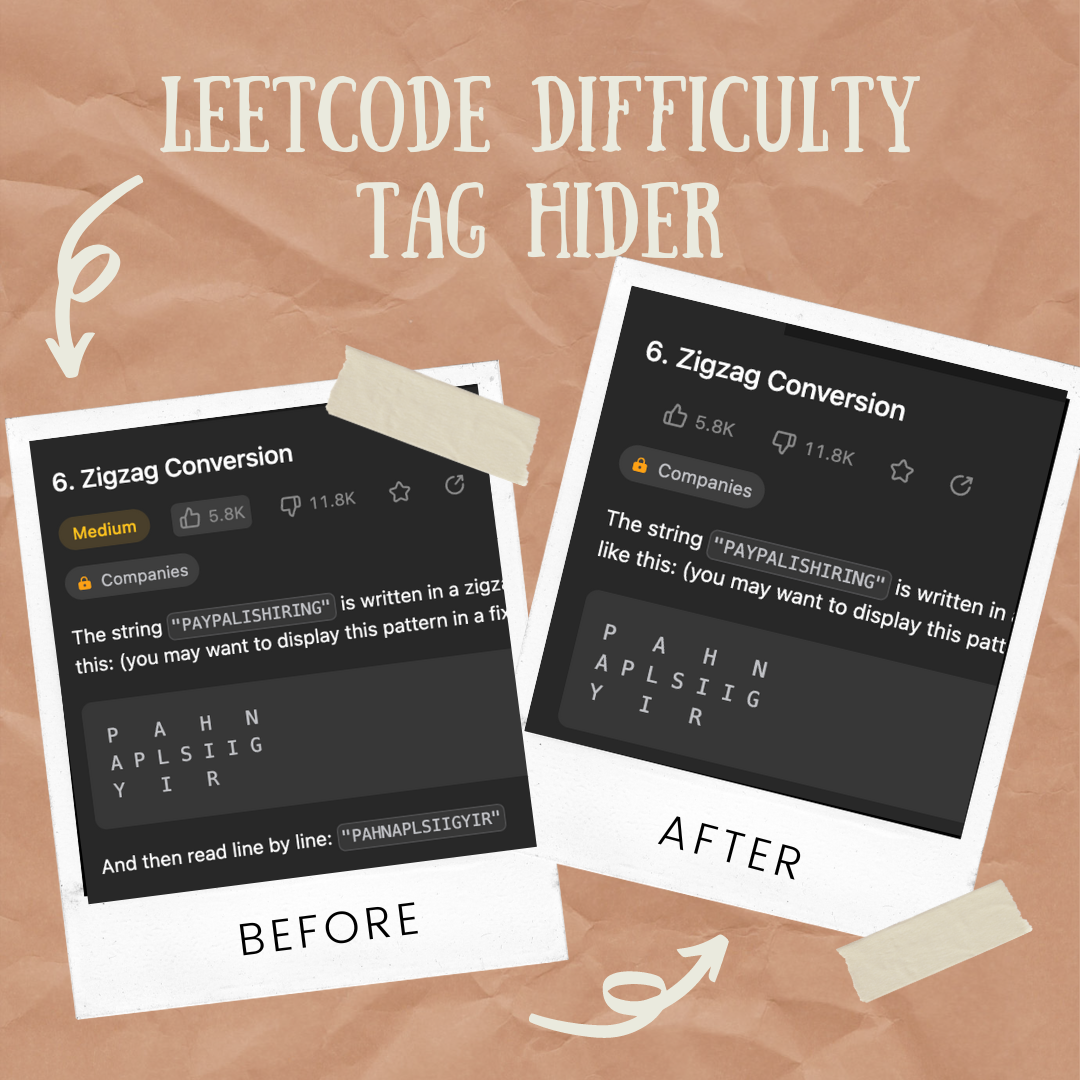 LEETCODE DIFFICULTY
TAG HIDER
6. Zigzag Conversion
Medium 5.8K 11.8K
Companies
The string "PAYPALISHIRING" is written in a
this: (you may want to display this pattern in a
P A H N
A P L S I I G
Y I R
And then read line by line: "PAHNAPLSIIGYIR"
BEFORE
6. Zigzag Conversion
5.8K 11.8K
Companies
The string "PAYPALISHIRING" is written in
like this: (you may want to display this
P A H N
A P L S I I G
Y I R
AFTER